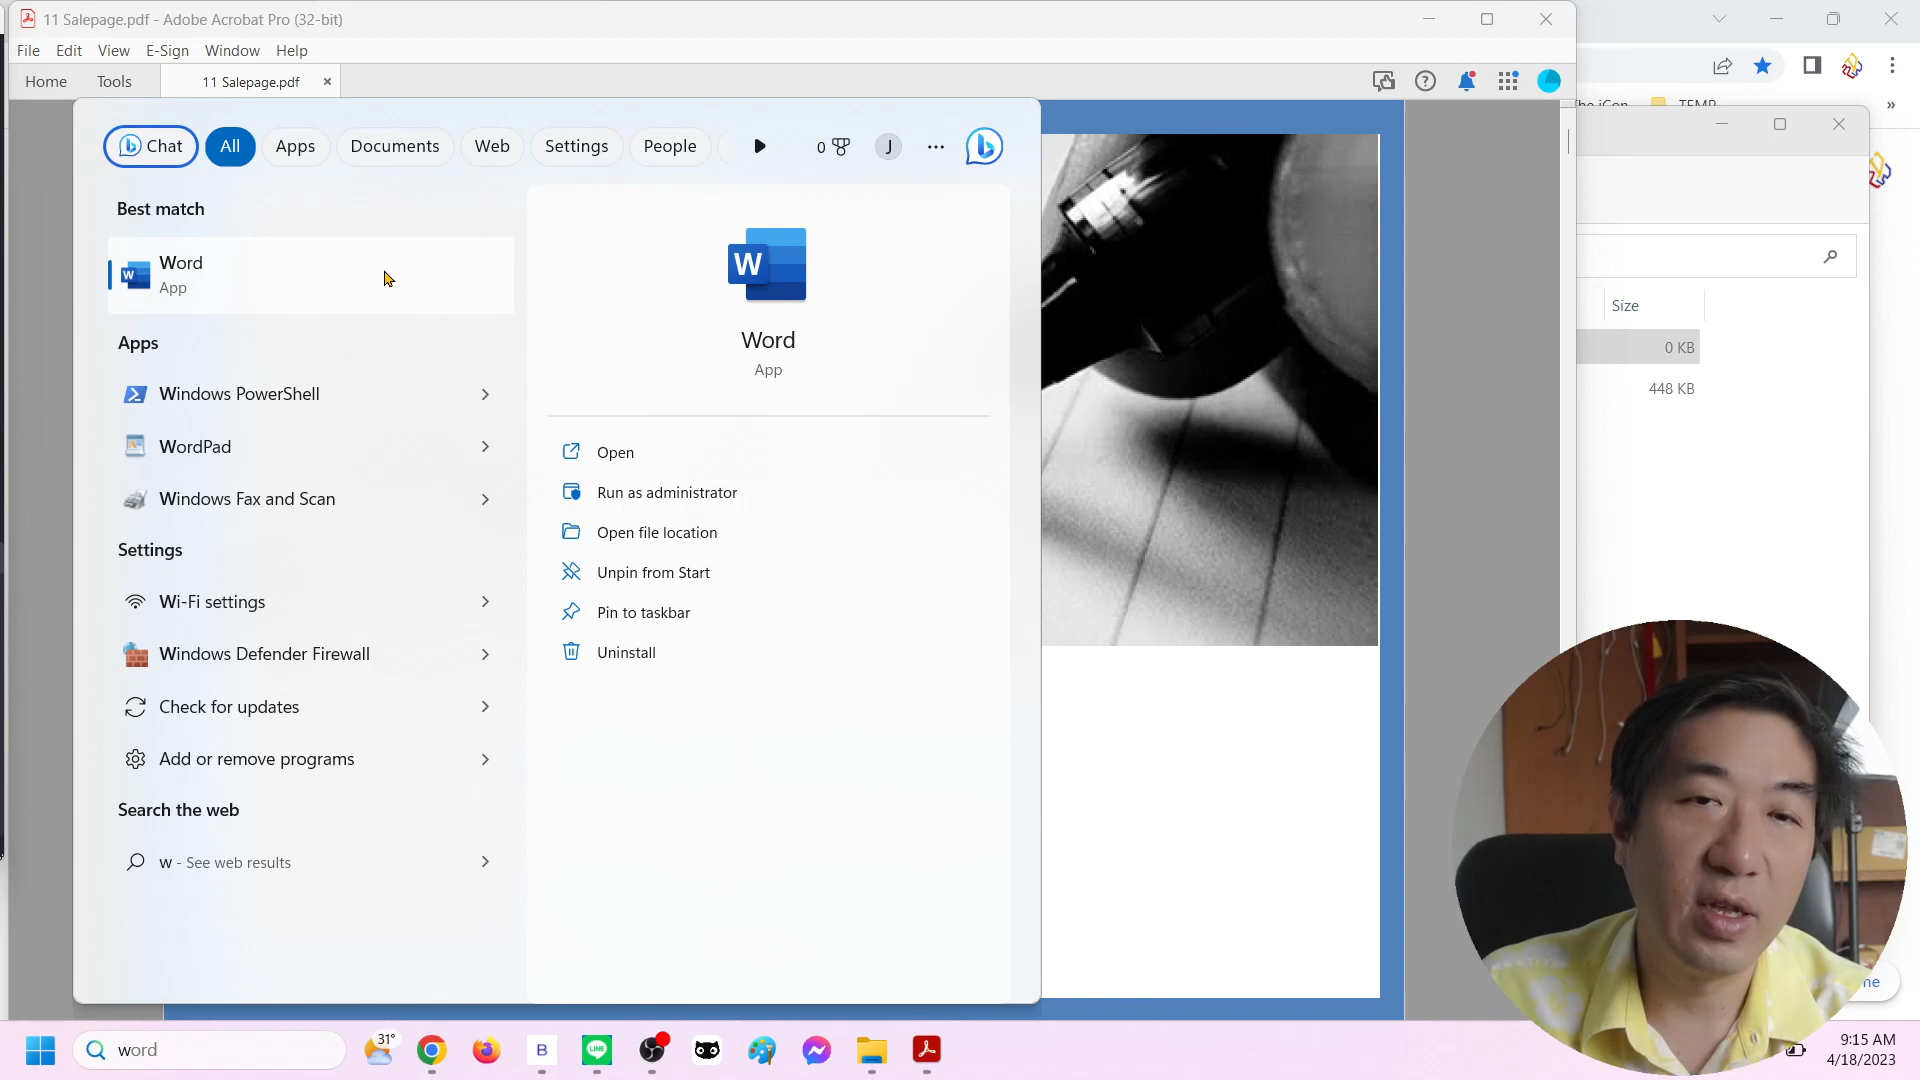 11 Salepage.pdf - Adobe Acrobat Pro (32-bit)
File Edit View E-Sign Window Help
Home Tools 11 Salepage.pdf
Chat All Apps Documents Web Settings People 0 J
Best match
Word
App
Apps
Windows PowerShell
WordPad
Windows Fax and Scan
Settings
Wi-Fi settings
Windows Defender Firewall
Check for updates
Add or remove programs
Search the web
w - See web results
W
Word
App
Open
Run as administrator
Open file location
Unpin from Start
Pin to taskbar
Uninstall
TEMP
Size
0 KB
448 KB
word
31°
B
9:15 AM
4/18/2023